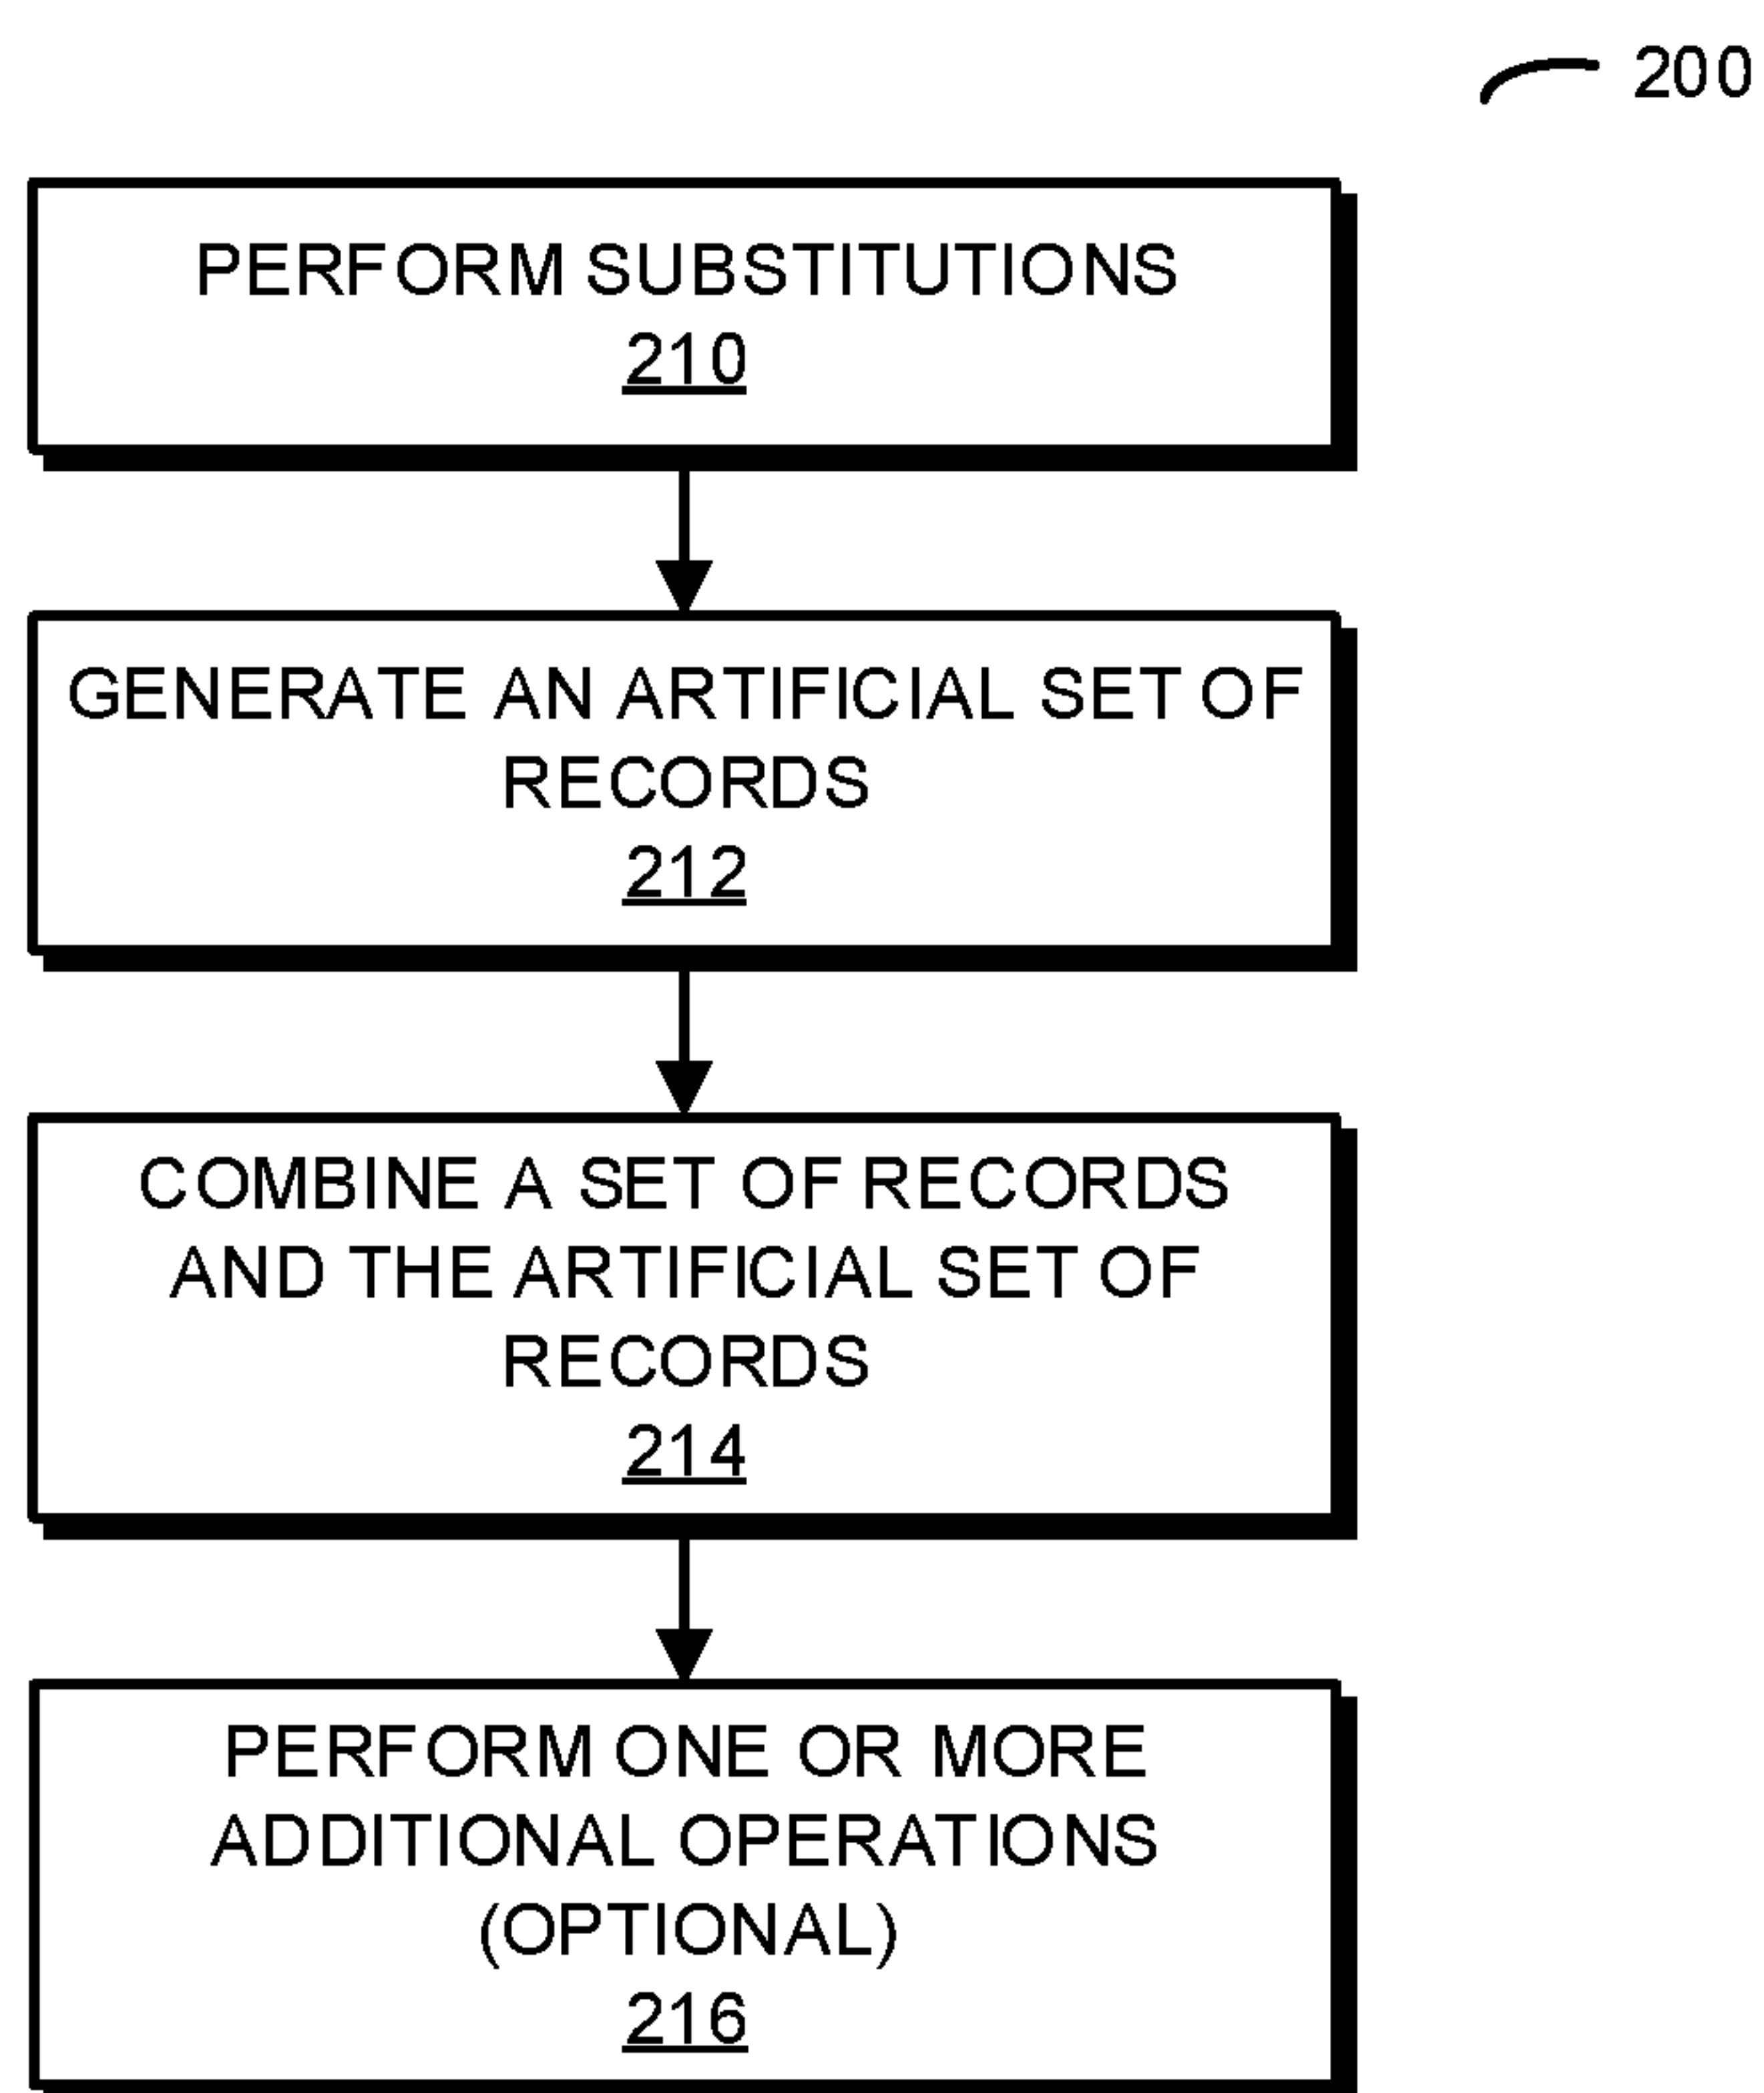 200
PERFORM SUBSTITUTIONS
210
GENERATE AN ARTIFICIAL SET OF
RECORDS
212
COMBINE A SET OF RECORDS
AND THE ARTIFICIAL SET OF
RECORDS
214
PERFORM ONE OR MORE
ADDITIONAL OPERATIONS
(OPTIONAL)
216